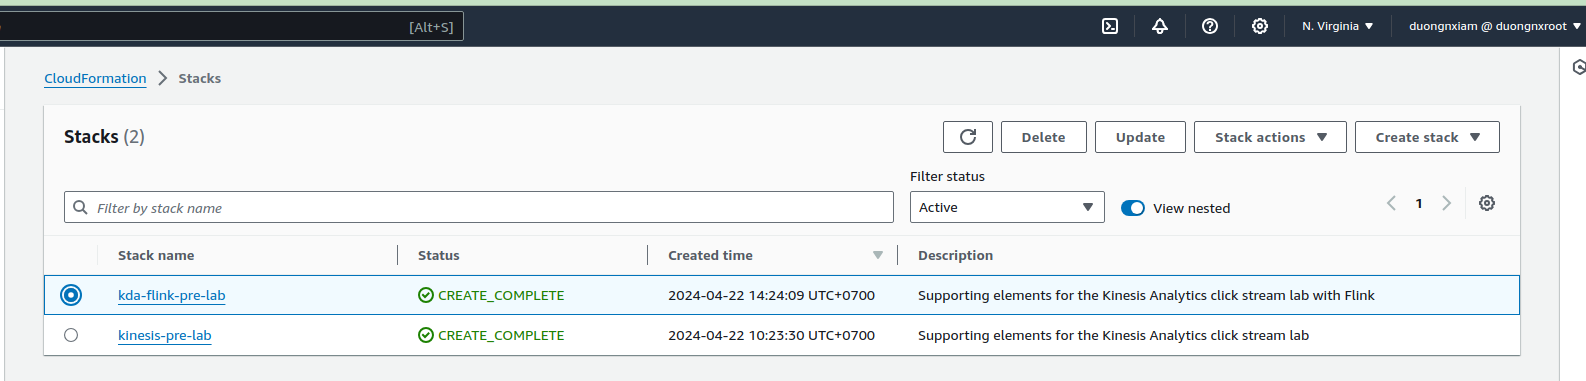 [Alt+S]
N. Virginia
duongnxiam @ duongnxroot
CloudFormation
Stacks
Stacks (2)
Delete
Update
Stack actions
Create stack
Filter status
Filter by stack name
Active
View nested
1
Stack name
Status
Created time
Description
kda-flink-pre-lab
CREATE_COMPLETE
2024-04-22 14:24:09 UTC+0700
Supporting elements for the Kinesis Analytics click stream lab with Flink
kinesis-pre-lab
CREATE_COMPLETE
2024-04-22 10:23:30 UTC+0700
Supporting elements for the Kinesis Analytics click stream lab